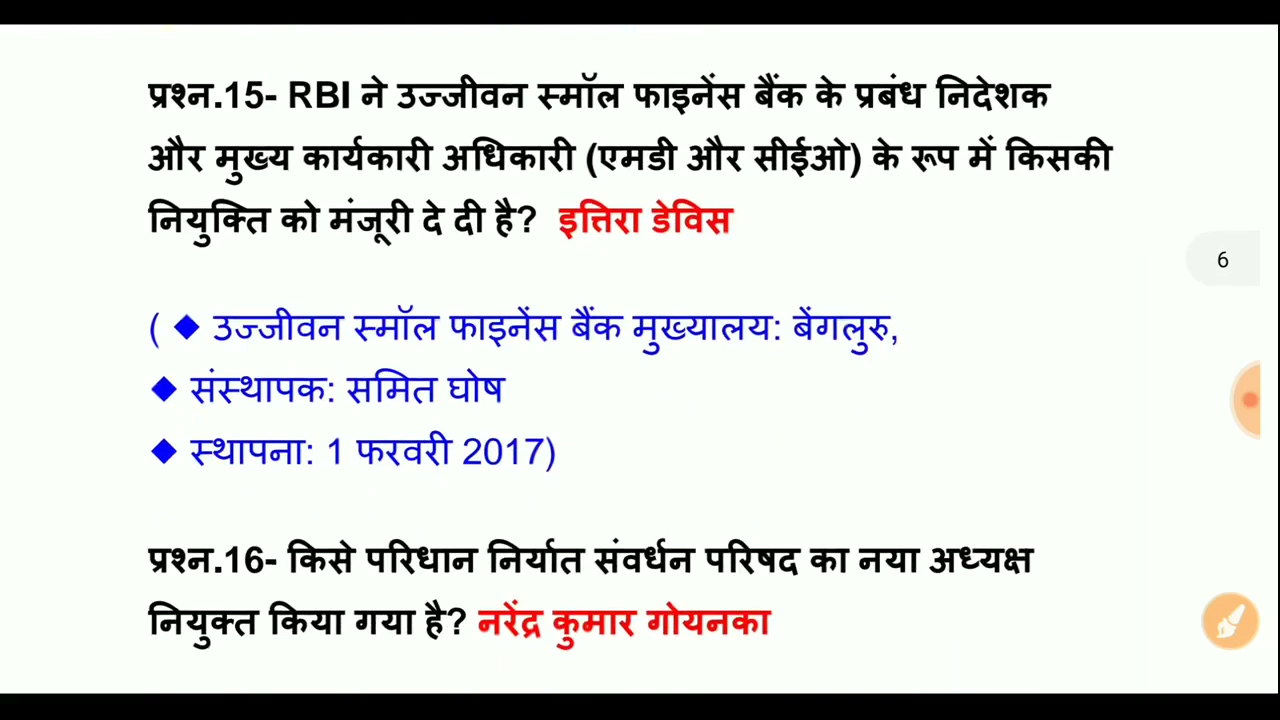 प्रश्न.15- RBI ने उज्जीवन स्मॉल फाइनेंस बैंक के प्रबंध निदेशक
और मुख्य कार्यकारी अधिकारी (एमडी और सीईओ) के रूप में किसकी
नियुक्ति को मंजूरी दे दी है? इत्तिरा डेविस
6
( ◆ उज्जीवन स्मॉल फाइनेंस बैंक मुख्यालय: बेंगलुरु,
◆ संस्थापक: समित घोष
◆ स्थापना: 1 फरवरी 2017)
प्रश्न.16- किसे परिधान निर्यात संवर्धन परिषद का नया अध्यक्ष
नियुक्त किया गया है? नरेंद्र कुमार गोयनका